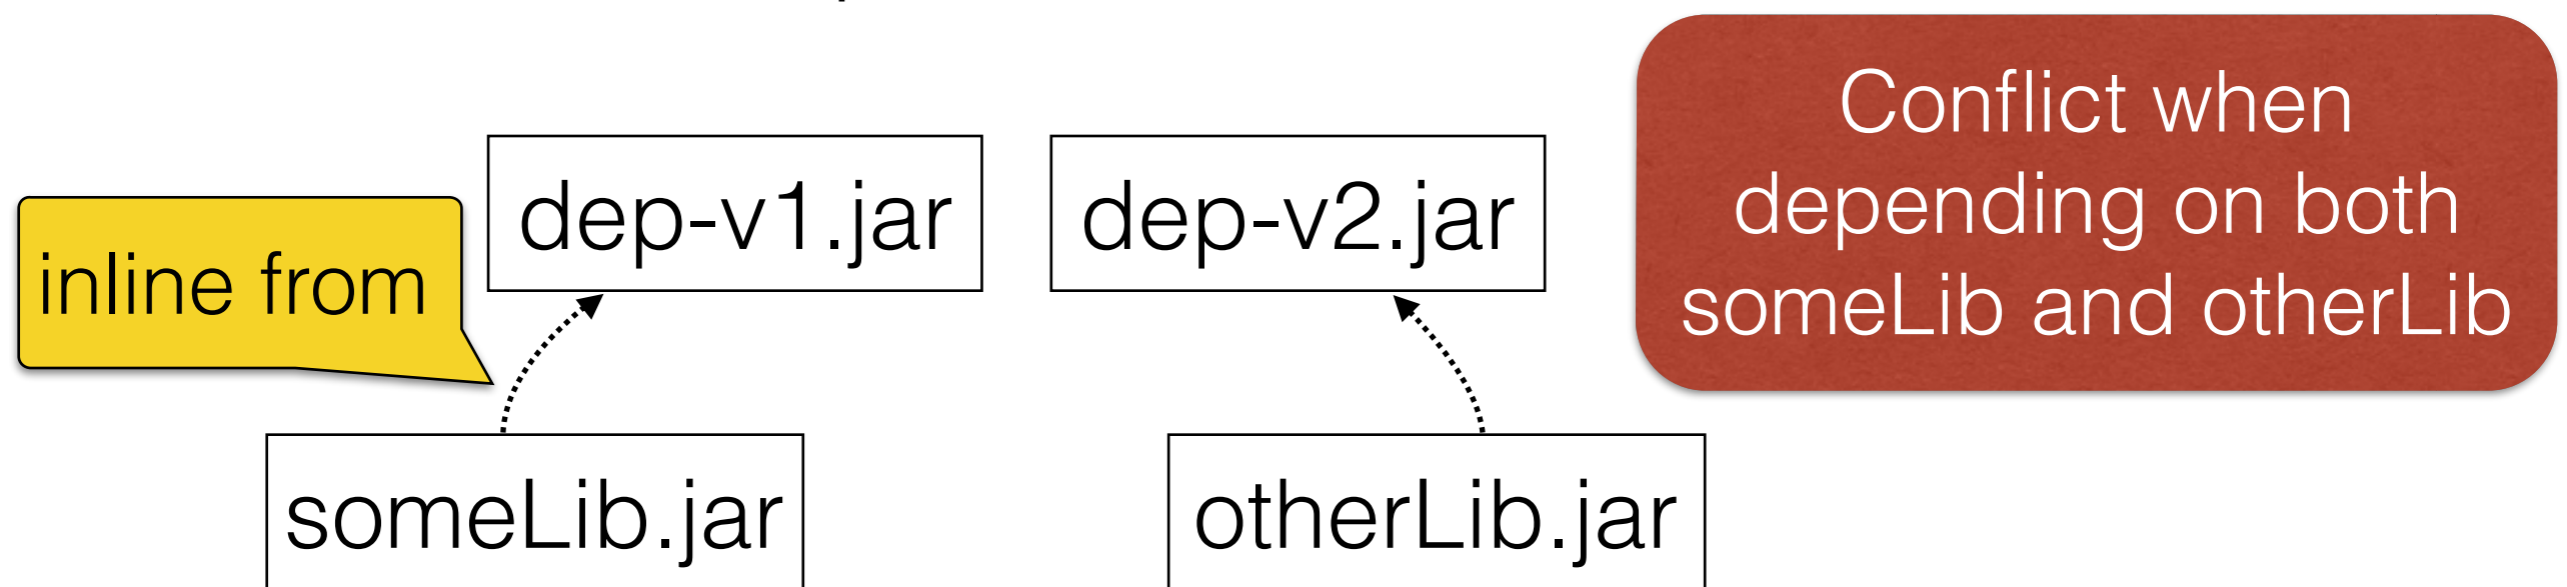 inline from
dep-v1.jar
dep-v2.jar
Conflict when
depending on both
someLib and otherLib
someLib.jar
otherLib.jar